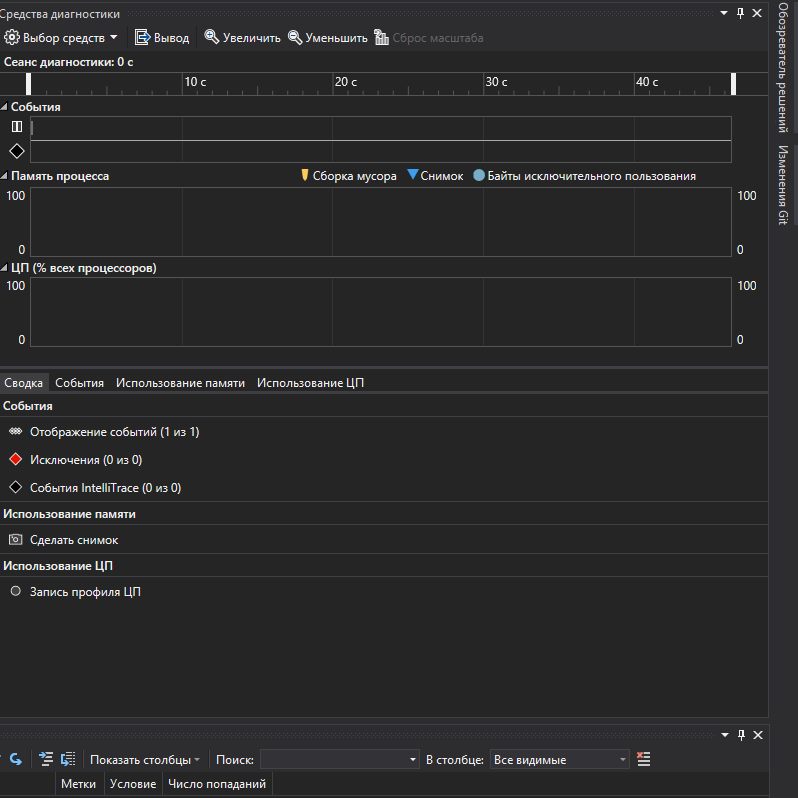 Средства диагностики
Выбор средств Вывод Увеличить Уменьшить Сброс масштаба
Сеанс диагностики: 0 с
10 с 20 с 30 с 40 с
События
Память процесса Сборка мусора Снимок Байты исключительного пользования
100 100
0 0
ЦП (% всех процессоров)
100 100
0 0
Сводка События Использование памяти Использование ЦП
События
Отображение событий (1 из 1)
Исключения (0 из 0)
События IntelliTrace (0 из 0)
Использование памяти
Сделать снимок
Использование ЦП
Запись профиля ЦП
Показать столбцы Поиск: В столбце: Все видимые
Метки Условие Число попаданий
Обозреватель решений
Изменения Git